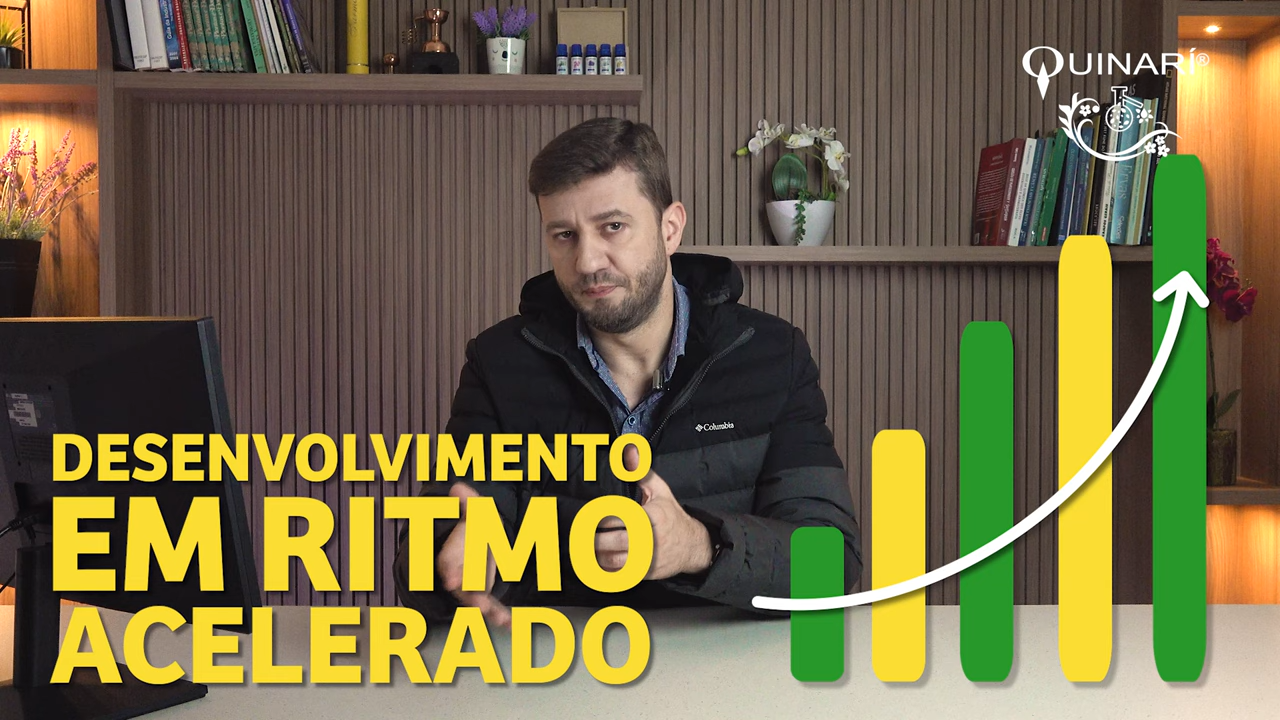 QUINARÍ®
Columbia
DESENVOLVIMENTO
EM RITMO
ACELERADO